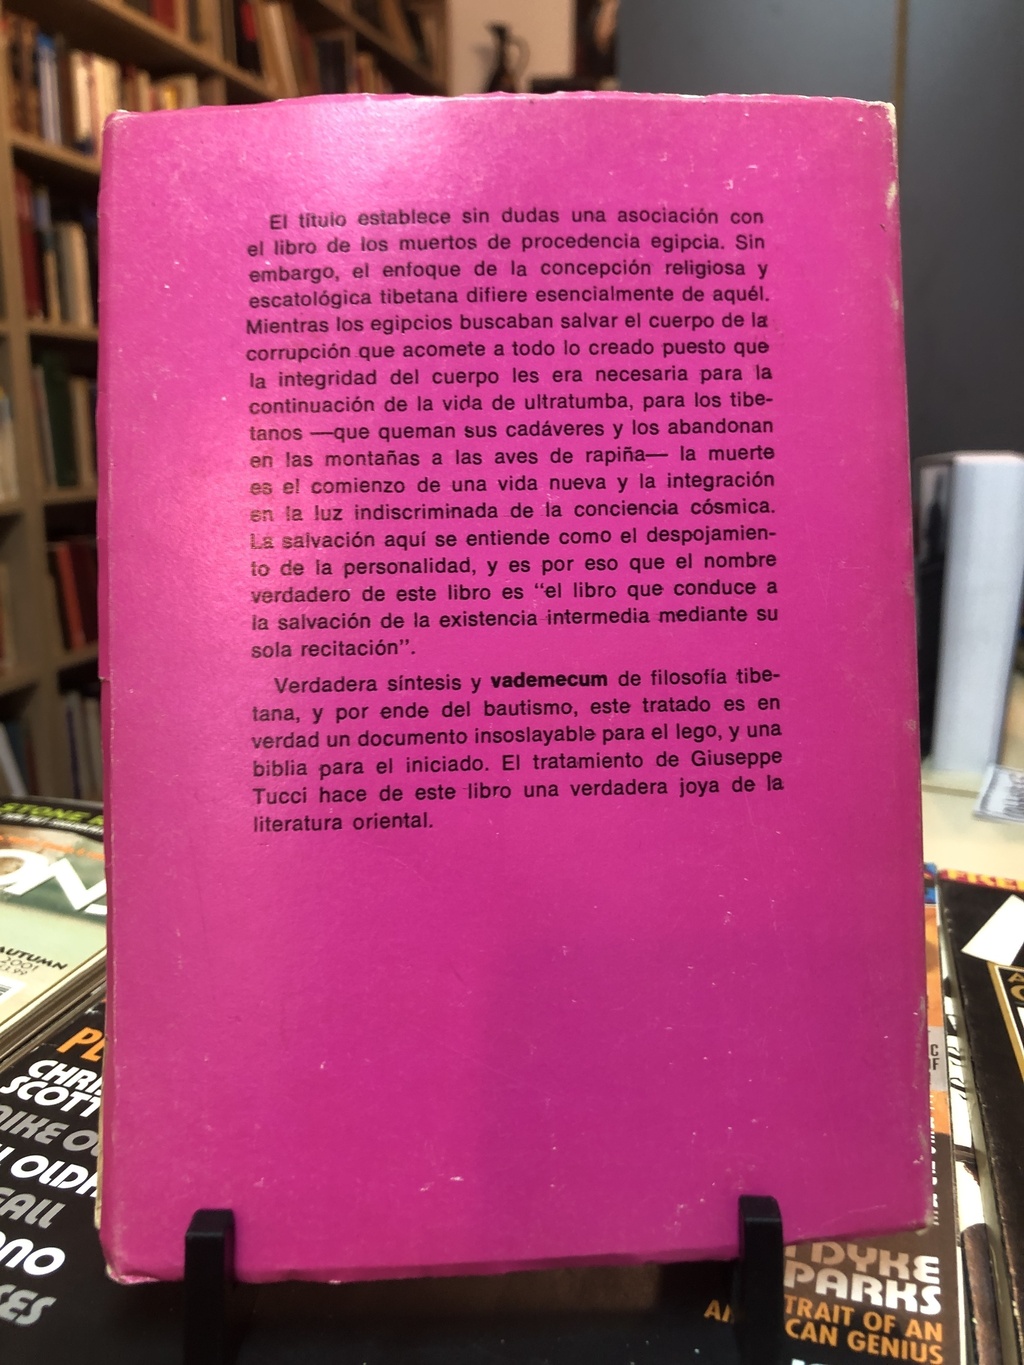 El título establece sin dudas una asociación con
el libro de los muertos de procedencia egipcia. Sin
embargo, el enfoque de la concepción religiosa y
escatológica tibetana difiere esencialmente de aquél.
Mientras los egipcios buscaban salvar el cuerpo de la
corrupción que acomete a todo lo creado puesto que
la integridad del cuerpo les era necesaria para la
continuación de la vida de ultratumba, para los tibe-
tanos —que queman sus cadáveres y los abandonan
en las montañas a las aves de rapiña— la muerte
es el comienzo de una vida nueva y la integración
en la luz indiscriminada de la conciencia cósmica.
La salvación aquí se entiende como el despojamien-
to de la personalidad, y es por eso que el nombre
verdadero de este libro es “el libro que conduce a
la salvación de la existencia intermedia mediante su
sola recitación”.
Verdadera síntesis y vademecum de filosofía tibe-
tana, y por ende del bautismo, este tratado es en
verdad un documento insoslayable para el lego, y una
biblia para el iniciado. El tratamiento de Giuseppe
Tucci hace de este libro una verdadera joya de la
literatura oriental.
STONE
AUTUMN
2001
£3.99
CHRI
SCOTT
OLDH
FALL
DYKE
PARKS
TRAIT OF AN
CAN GENIUS